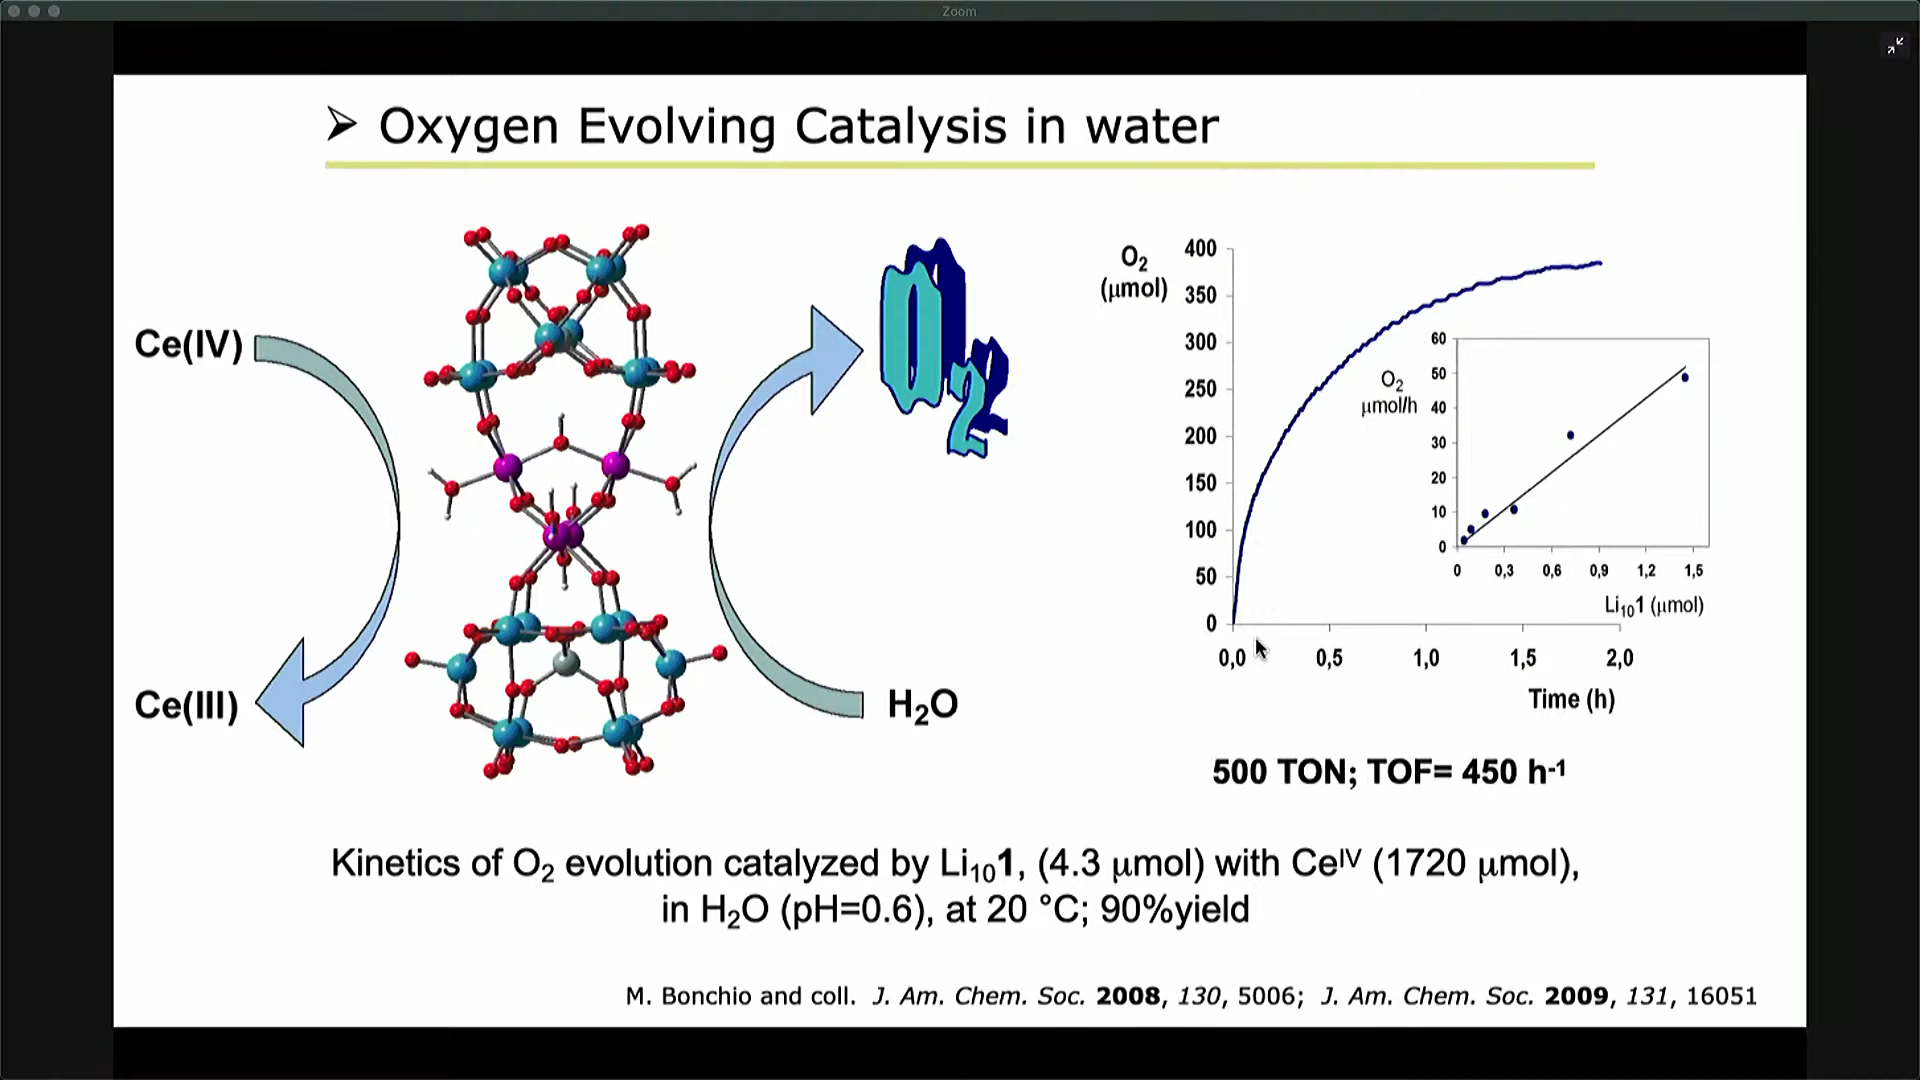 Zoom
➢ Oxygen Evolving Catalysis in water
Ce(IV)
Ce(III)
O2
H₂O
O₂
(μmol)
400
350
300
250
200
150
100
50
0
0,0 0,5 1,0 1,5 2,0
Time (h)
O₂
μmol/h
60
50
40
30
20
10
0
0 0,3 0,6 0,9 1,2 1,5
Li₁₀1 (μmol)
500 TON; TOF= 450 h⁻¹
Kinetics of O₂ evolution catalyzed by Li₁₀1, (4.3 μmol) with Ceᴵⱽ (1720 μmol),
in H₂O (pH=0.6), at 20 °C; 90%yield
M. Bonchio and coll. J. Am. Chem. Soc. 2008, 130, 5006; J. Am. Chem. Soc. 2009, 131, 16051